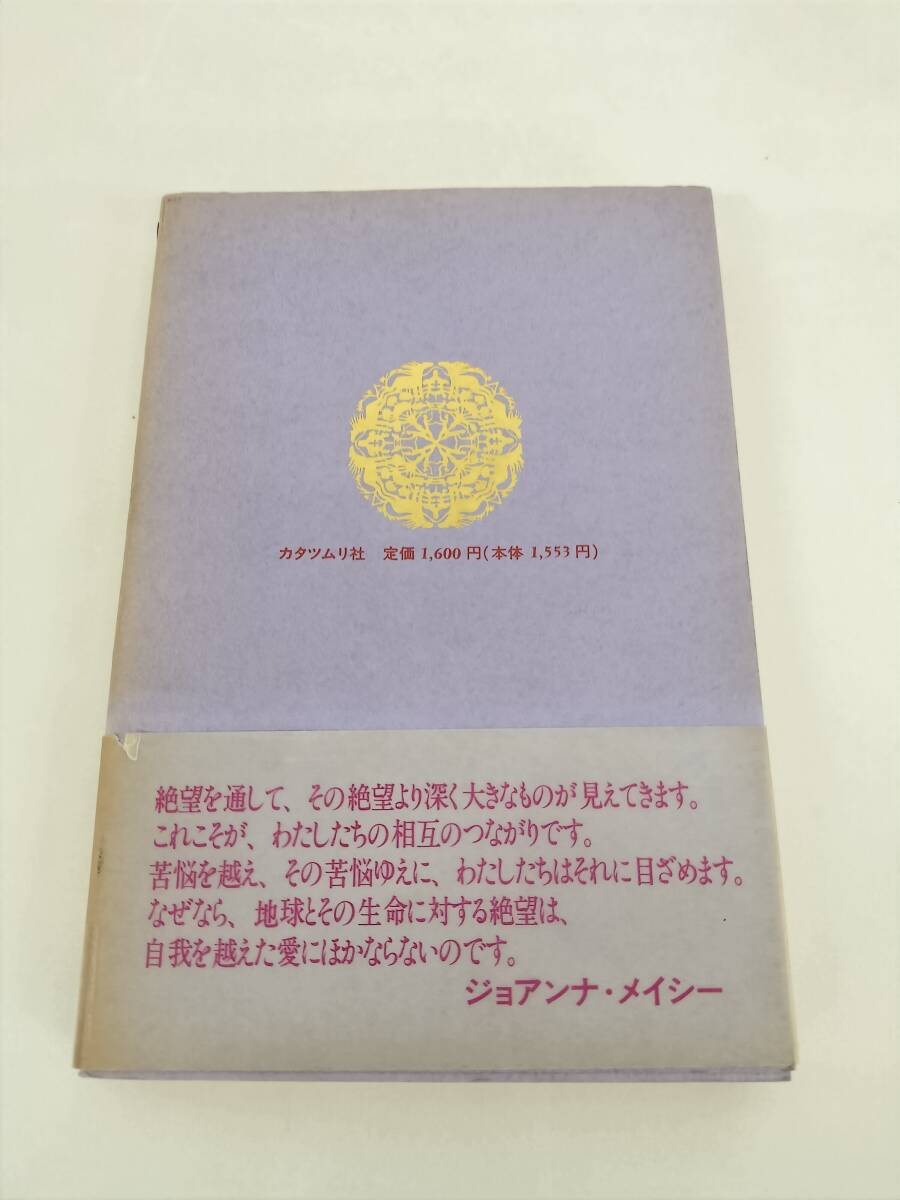 カタツムリ社 定価 1,600 円(本体 1,553 円)
絶望を通して、その絶望より深く大きなものが見えてきます。
これこそが、わたしたちの相互のつながりです。
苦悩を越え、その苦悩ゆえに、わたしたちはそれに目ざめます。
なぜなら、地球とその生命に対する絶望は、
自我を越えた愛にほかならないのです。
ジョアンナ・メイシー